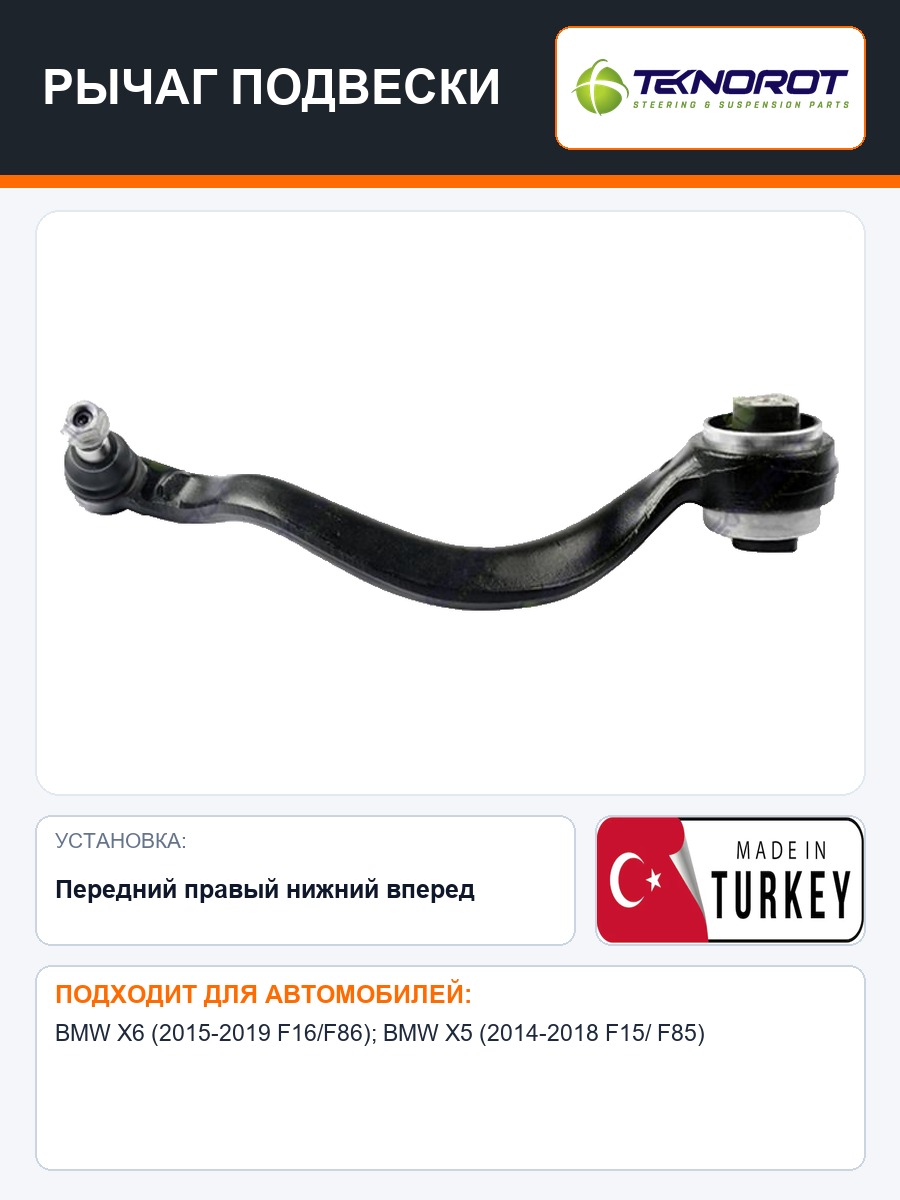 РЫЧАГ ПОДВЕСКИ
TEKNOROT
STEERING & SUSPENSION PARTS
УСТАНОВКА:
Передний правый нижний вперед
MADE IN
TURKEY
ПОДХОДИТ ДЛЯ АВТОМОБИЛЕЙ:
BMW X6 (2015-2019 F16/F86); BMW X5 (2014-2018 F15/ F85)